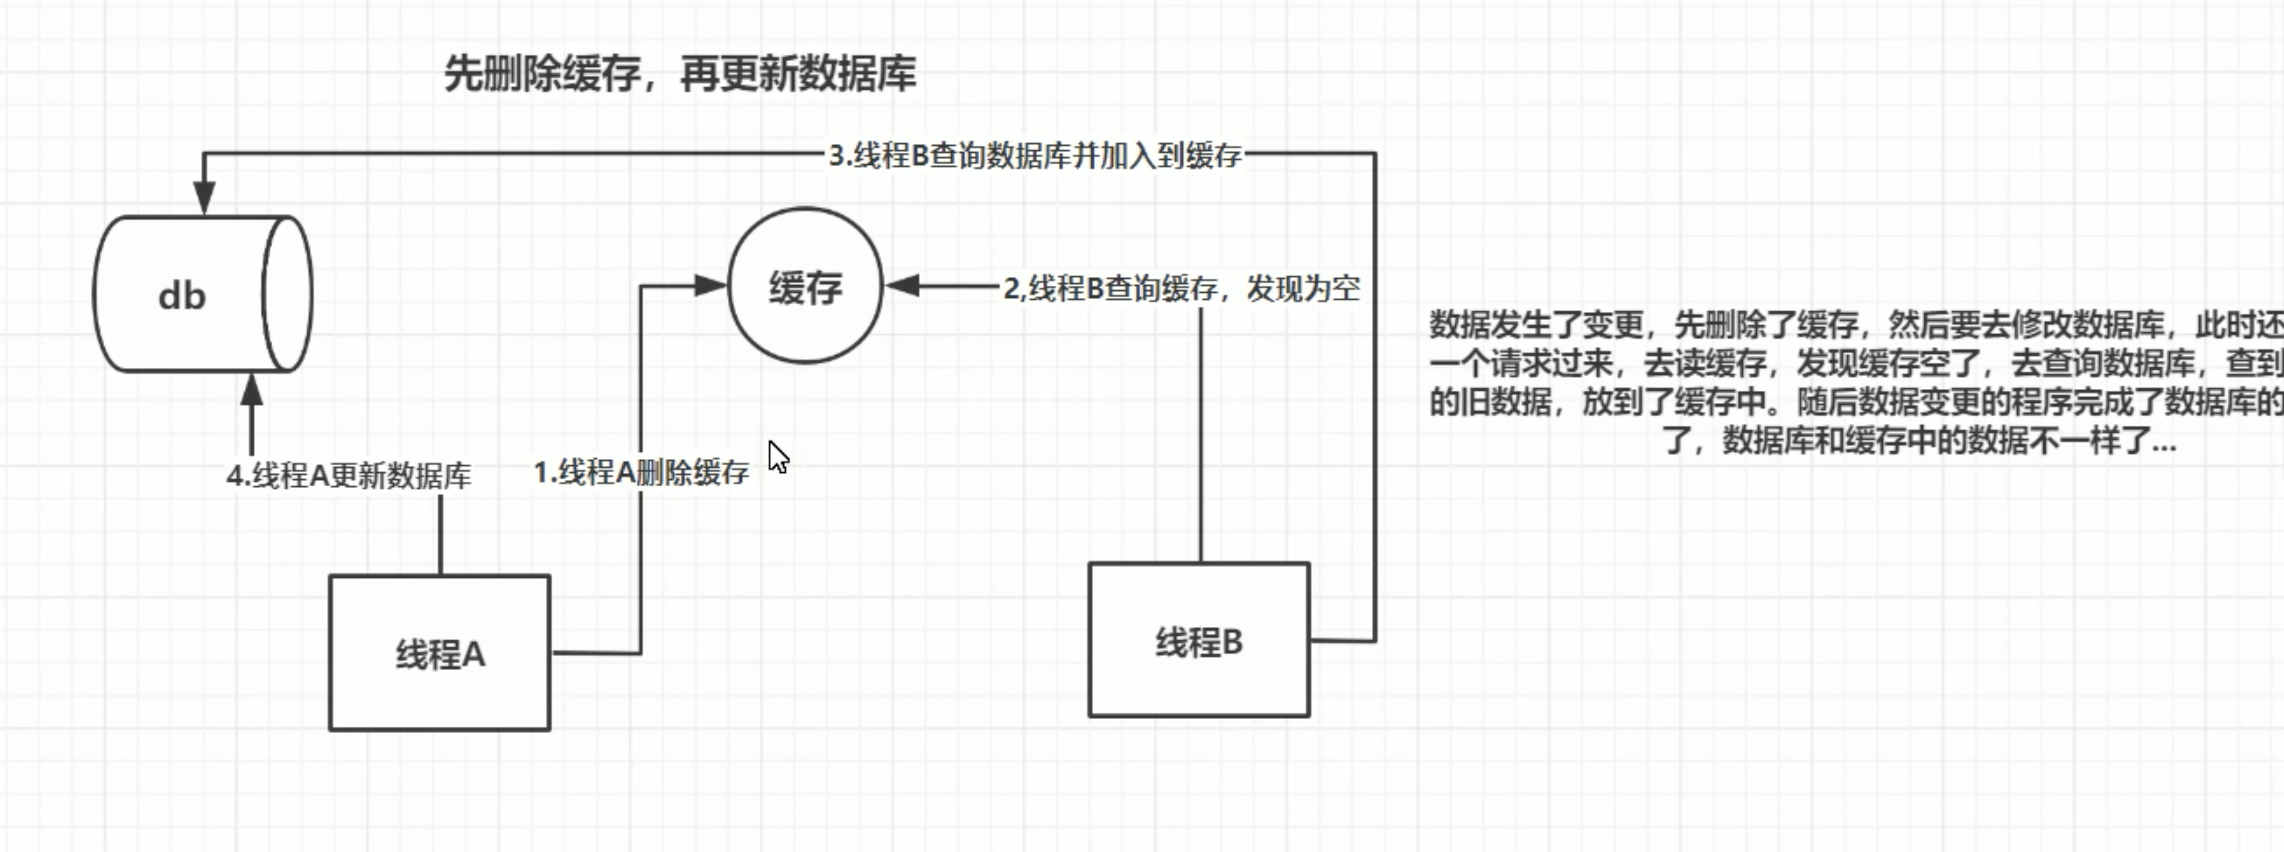 先删除缓存，再更新数据库
3.线程B查询数据库并加入到缓存
db
缓存
2,线程B查询缓存，发现为空
数据发生了变更，先删除了缓存，然后要去修改数据库，此时还
一个请求过来，去读缓存，发现缓存空了，去查询数据库，查到
的旧数据，放到了缓存中。随后数据变更的程序完成了数据库的
了，数据库和缓存中的数据不一样了...
4.线程A更新数据库
1.线程A删除缓存
线程A
线程B